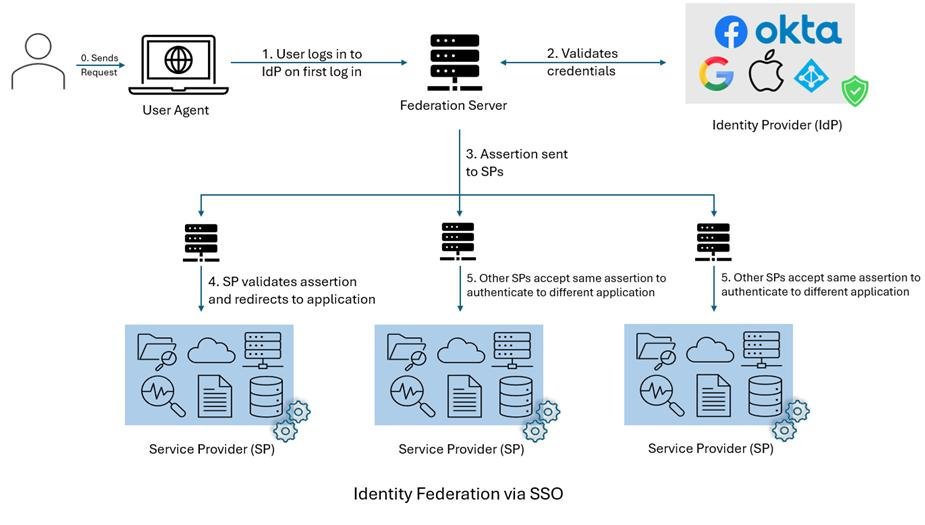 0. Sends
Request
User Agent
1. User logs in to
IdP on first log in
Federation Server
2. Validates
credentials
okta
Identity Provider (IdP)
3. Assertion sent
to SPs
4. SP validates assertion
and redirects to application
5. Other SPs accept same assertion to
authenticate to different application
5. Other SPs accept same assertion to
authenticate to different application
Service Provider (SP)
Service Provider (SP)
Service Provider (SP)
Identity Federation via SSO